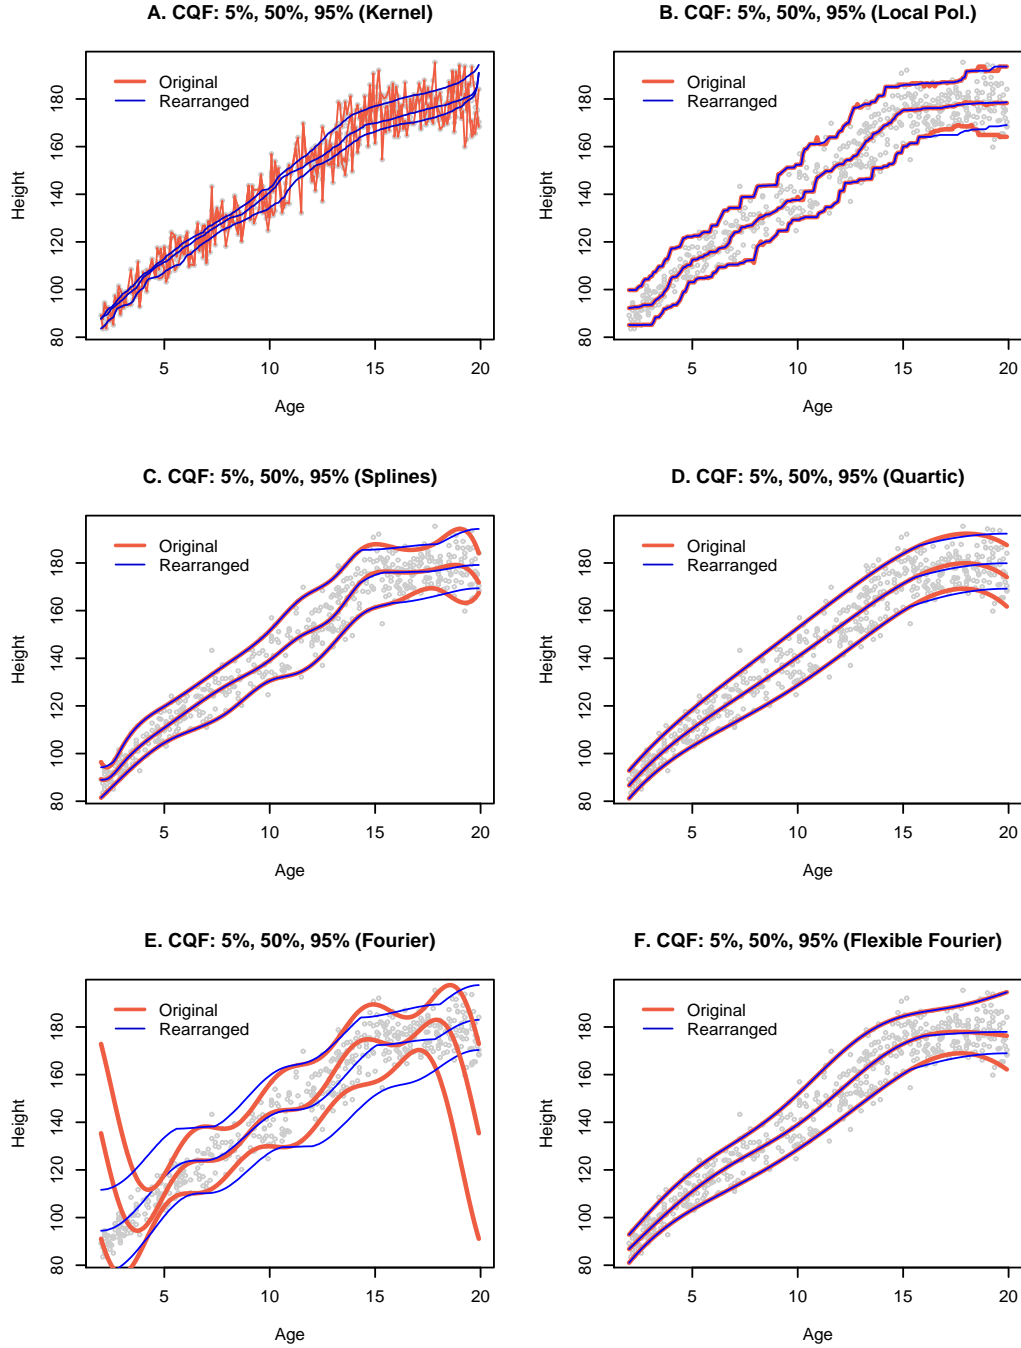 A. CQF: 5%, 50%, 95% (Kernel)
Original
Rearranged
80 100 120 140 160 180
Height
5 10 15 20
Age
B. CQF: 5%, 50%, 95% (Local Pol.)
Original
Rearranged
80 100 120 140 160 180
Height
5 10 15 20
Age
C. CQF: 5%, 50%, 95% (Splines)
Original
Rearranged
80 100 120 140 160 180
Height
5 10 15 20
Age
D. CQF: 5%, 50%, 95% (Quartic)
Original
Rearranged
80 100 120 140 160 180
Height
5 10 15 20
Age
E. CQF: 5%, 50%, 95% (Fourier)
Original
Rearranged
80 100 120 140 160 180
Height
5 10 15 20
Age
F. CQF: 5%, 50%, 95% (Flexible Fourier)
Original
Rearranged
80 100 120 140 160 180
Height
5 10 15 20
Age